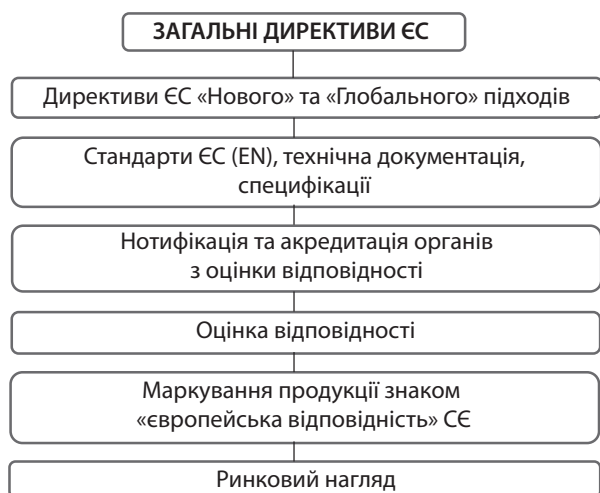 ЗАГАЛЬНІ ДИРЕКТИВИ ЄС
Директиви ЄС «Нового» та «Глобального» підходів
Стандарти ЄС (EN), технічна документація,
специфікації
Нотифікація та акредитація органів
з оцінки відповідності
Оцінка відповідності
Маркування продукції знаком
«європейська відповідність» СЄ
Ринковий нагляд